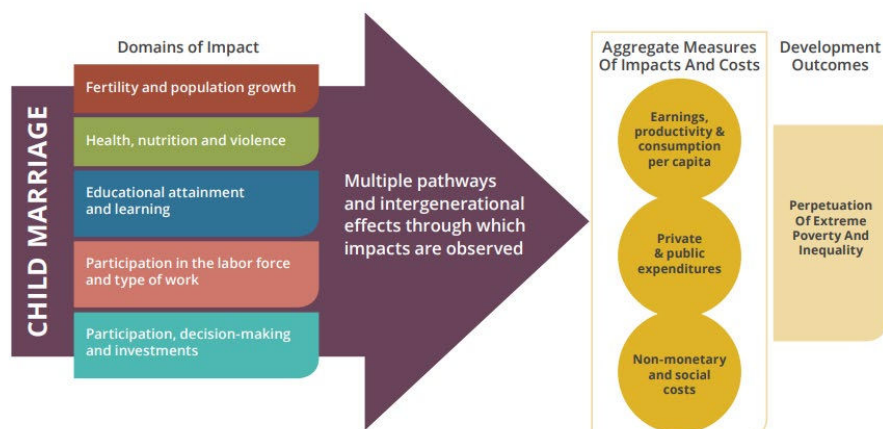 CHILD MARRIAGE
Domains of Impact
Fertility and population growth
Health, nutrition and violence
Educational attainment
and learning
Participation in the labor force
and type of work
Participation, decision-making
and investments
Multiple pathways
and intergenerational
effects through which
impacts are observed
Aggregate Measures
Of Impacts And Costs
Earnings,
productivity &
consumption
per capita
Private
& public
expenditures
Non-monetary
and social
costs
Development
Outcomes
Perpetuation
Of Extreme
Poverty And
Inequality